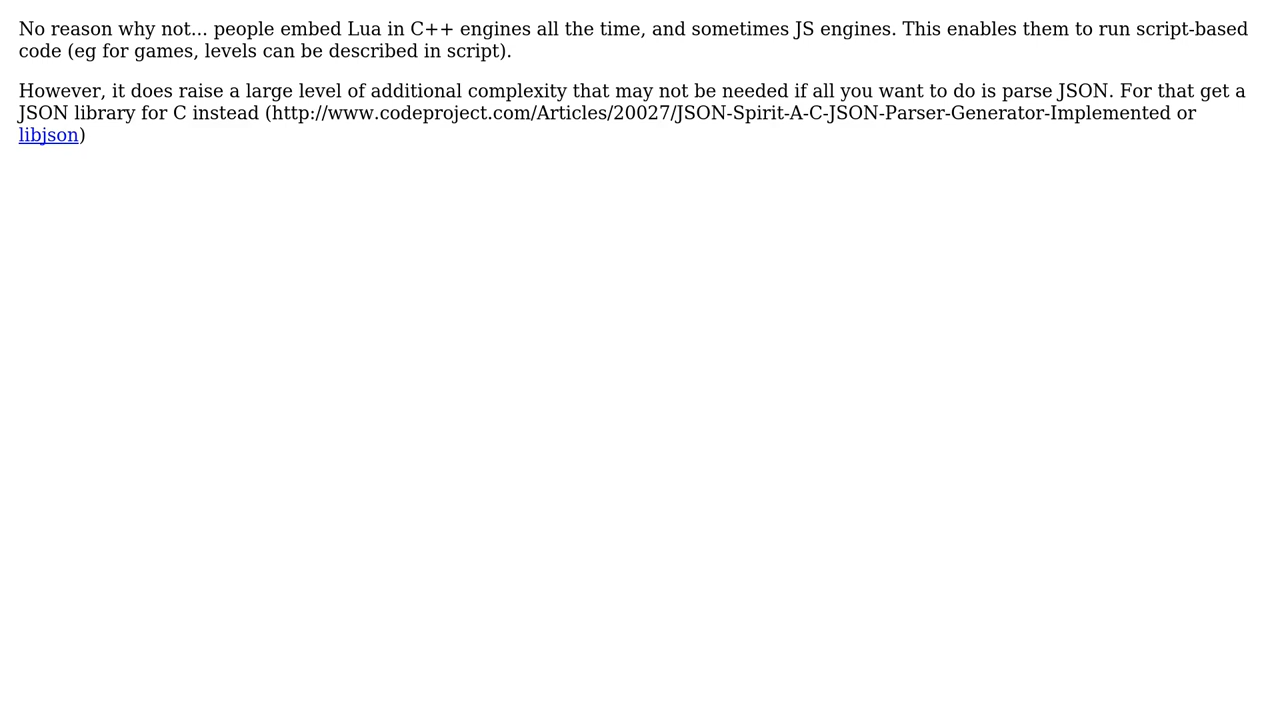 No reason why not... people embed Lua in C++ engines all the time, and sometimes JS engines. This enables them to run script-based
code (eg for games, levels can be described in script).
However, it does raise a large level of additional complexity that may not be needed if all you want to do is parse JSON. For that get a
JSON library for C instead (http://www.codeproject.com/Articles/20027/JSON-Spirit-A-C-JSON-Parser-Generator-Implemented or
libjson)